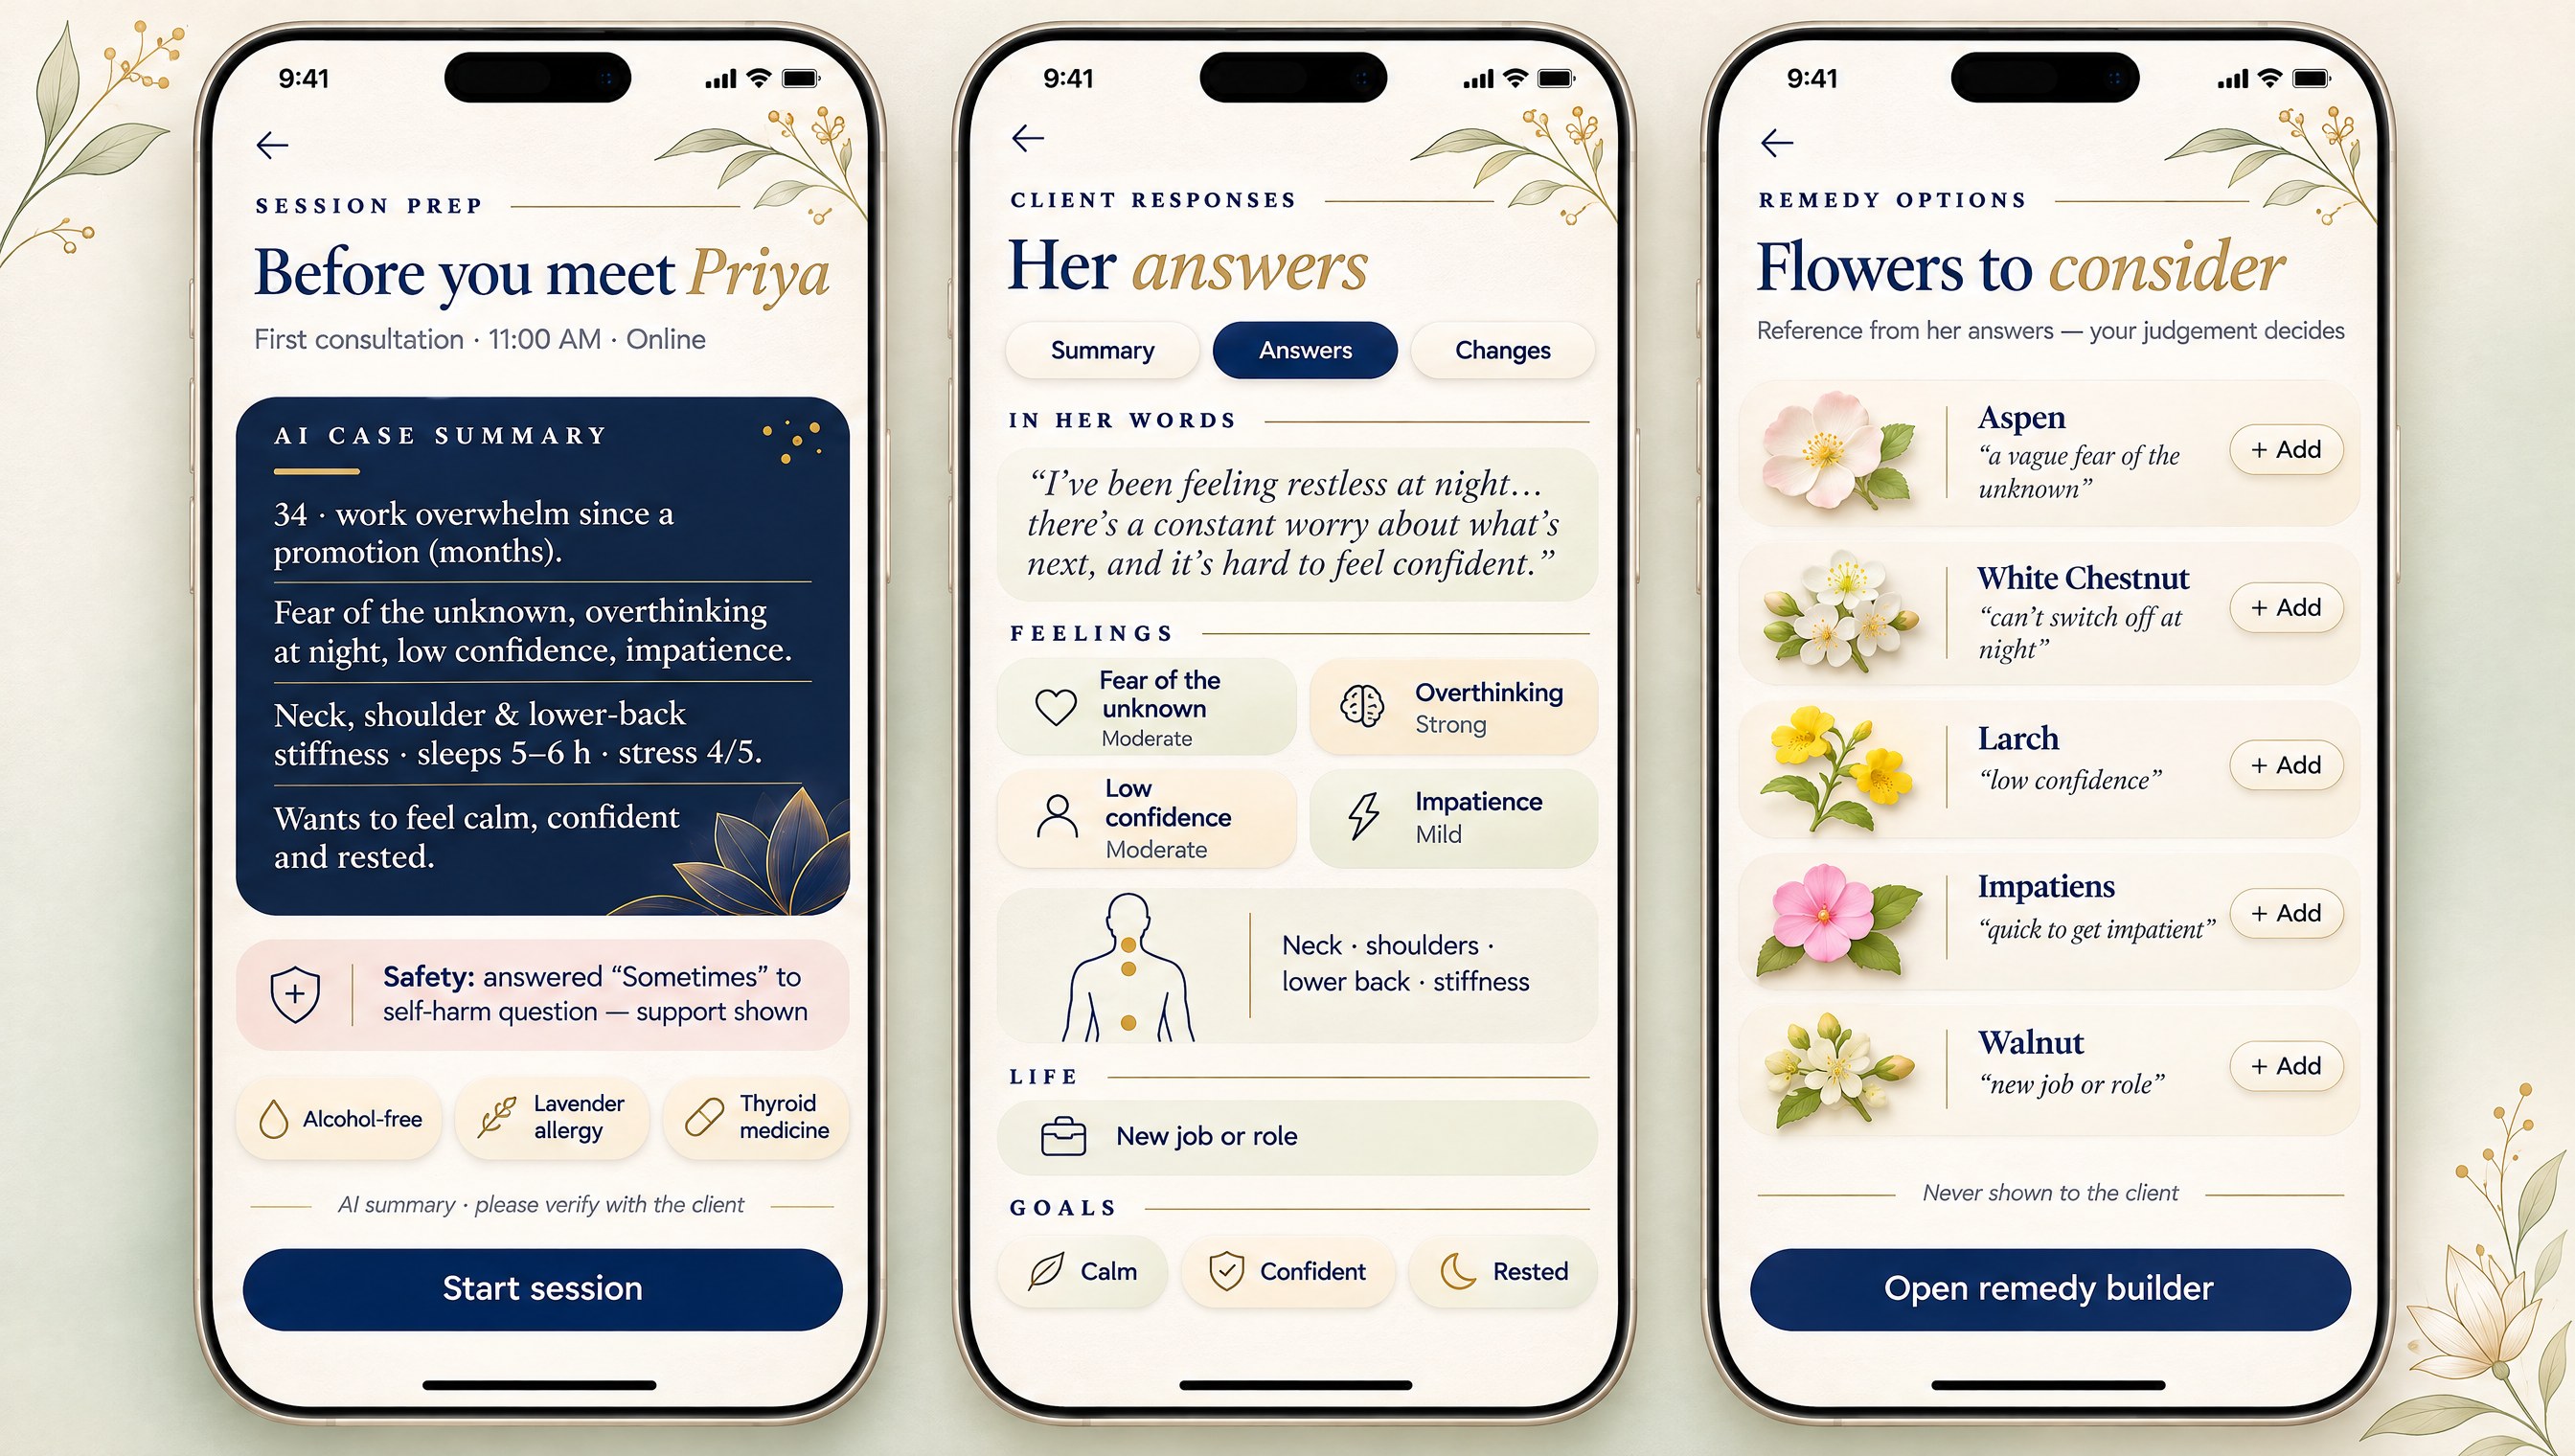 9:41
SESSION PREP
Before you meet Priya
First consultation · 11:00 AM · Online
AI CASE SUMMARY
34 · work overwhelm since a
promotion (months).
Fear of the unknown, overthinking
at night, low confidence, impatience.
Neck, shoulder & lower-back
stiffness · sleeps 5–6 h · stress 4/5.
Wants to feel calm, confident
and rested.
Safety: answered “Sometimes” to
self-harm question — support shown
Alcohol-free
Lavender
allergy
Thyroid
medicine
AI summary · please verify with the client
Start session
9:41
CLIENT RESPONSES
Her answers
Summary
Answers
Changes
IN HER WORDS
“I’ve been feeling restless at night…
there’s a constant worry about what’s
next, and it’s hard to feel confident.”
FEELINGS
Fear of the
unknown
Moderate
Overthinking
Strong
Low
confidence
Moderate
Impatience
Mild
Neck · shoulders ·
lower back · stiffness
LIFE
New job or role
GOALS
Calm
Confident
Rested
9:41
REMEDY OPTIONS
Flowers to consider
Reference from her answers — your judgement decides
Aspen
“a vague fear of the
unknown”
+ Add
White Chestnut
“can’t switch off at
night”
+ Add
Larch
“low confidence”
+ Add
Impatiens
“quick to get impatient”
+ Add
Walnut
“new job or role”
+ Add
Never shown to the client
Open remedy builder